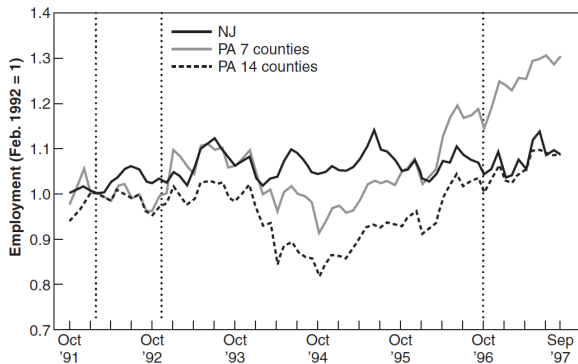 Employment (Feb. 1992 = 1)
1.4
1.3
1.2
1.1
1.0
0.9
0.8
0.7
NJ
PA 7 counties
PA 14 counties
Oct Oct Oct Oct Oct Oct Sep
’91 ’92 ’93 ’94 ’95 ’96 ’97